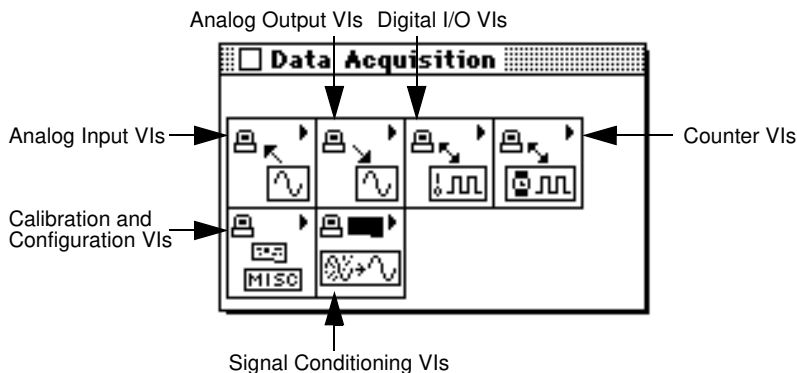 Analog Output VIs Digital I/O VIs
Data Acquisition
Analog Input VIs
Counter VIs
Calibration and
Configuration VIs
MISC
Signal Conditioning VIs